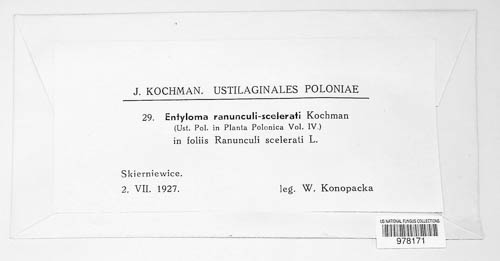 J. KOCHMAN. USTILAGINALES POLONIAE
29. Entyloma ranunculi-scelerati Kochman
(Ust. Pol. in Planta Polonica Vol. IV.)
in foliis Ranunculi scelerati L.
Skierniewice.
2. VII. 1927. leg. W. Konopacka
US NATIONAL FUNGUS COLLECTIONS
978171